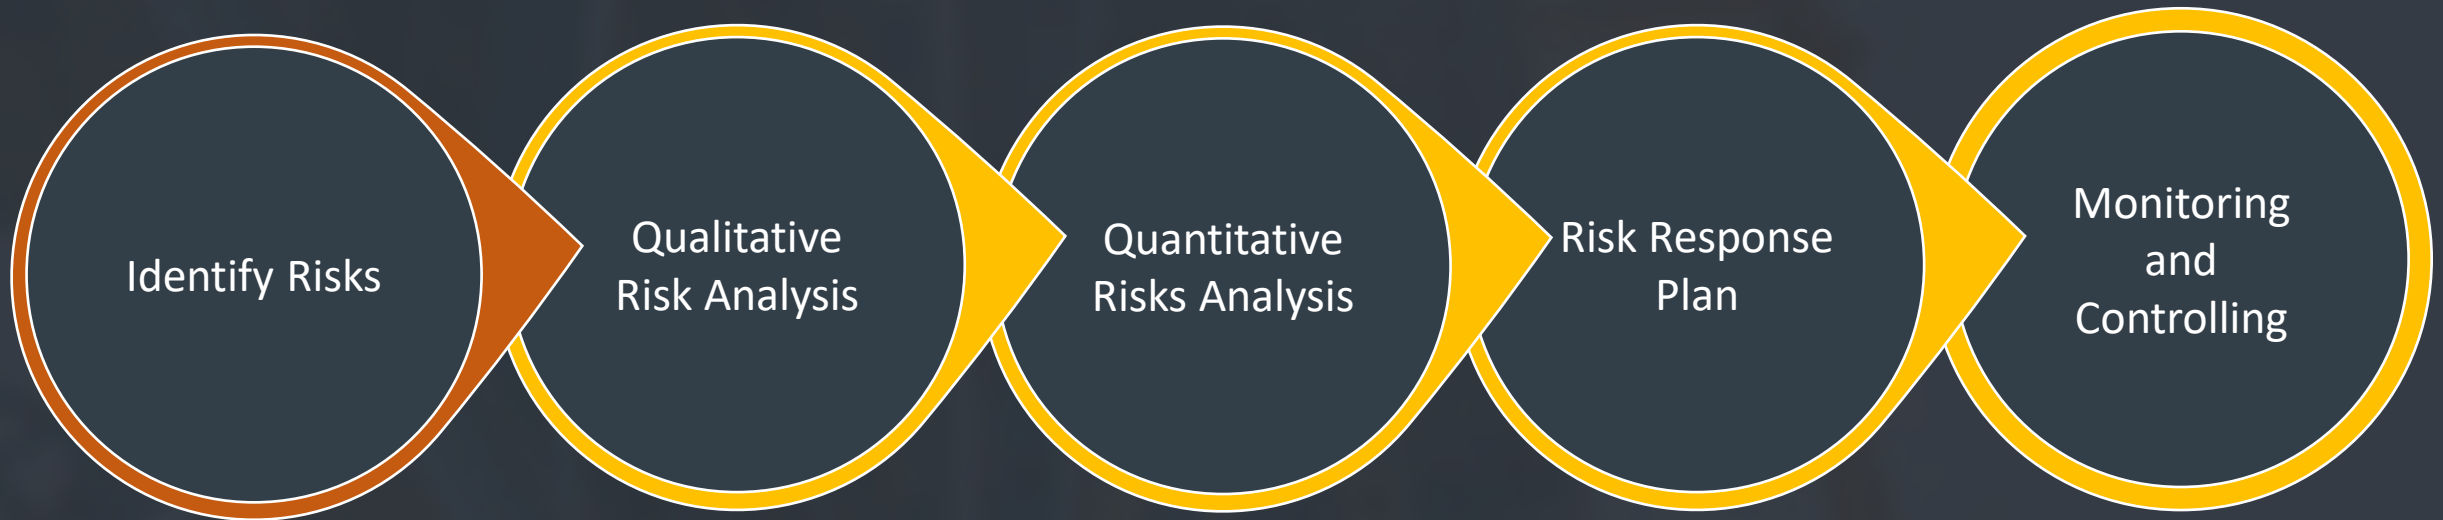 Identify Risks
Qualitative
Risk Analysis
Quantitative
Risks Analysis
Risk Response
Plan
Monitoring
and
Controlling